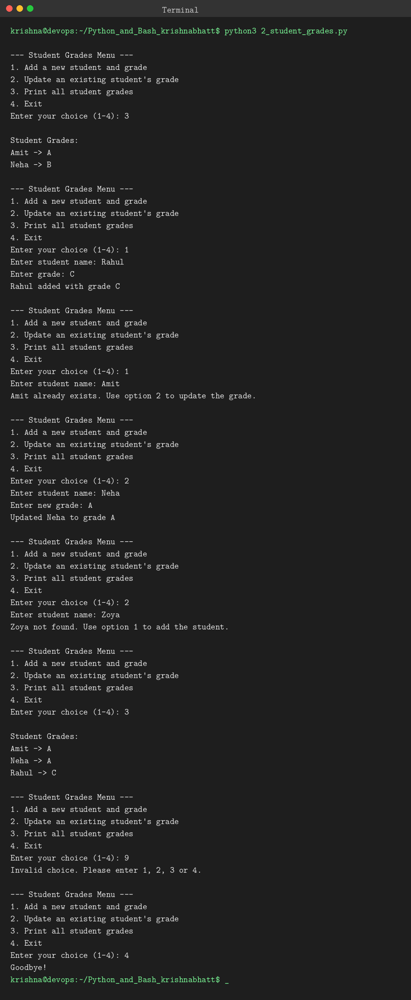 Terminal
krishna@devops:~/Python_and_Bash_krishnabhatt$ python3 2_student_grades.py
--- Student Grades Menu ---
1. Add a new student and grade
2. Update an existing student's grade
3. Print all student grades
4. Exit
Enter your choice (1-4): 3
Student Grades:
Amit -> A
Neha -> B
--- Student Grades Menu ---
1. Add a new student and grade
2. Update an existing student's grade
3. Print all student grades
4. Exit
Enter your choice (1-4): 1
Enter student name: Rahul
Enter grade: C
Rahul added with grade C
--- Student Grades Menu ---
1. Add a new student and grade
2. Update an existing student's grade
3. Print all student grades
4. Exit
Enter your choice (1-4): 1
Enter student name: Amit
Amit already exists. Use option 2 to update the grade.
--- Student Grades Menu ---
1. Add a new student and grade
2. Update an existing student's grade
3. Print all student grades
4. Exit
Enter your choice (1-4): 2
Enter student name: Neha
Enter new grade: A
Updated Neha to grade A
--- Student Grades Menu ---
1. Add a new student and grade
2. Update an existing student's grade
3. Print all student grades
4. Exit
Enter your choice (1-4): 2
Enter student name: Zoya
Zoya not found. Use option 1 to add the student.
--- Student Grades Menu ---
1. Add a new student and grade
2. Update an existing student's grade
3. Print all student grades
4. Exit
Enter your choice (1-4): 3
Student Grades:
Amit -> A
Neha -> A
Rahul -> C
--- Student Grades Menu ---
1. Add a new student and grade
2. Update an existing student's grade
3. Print all student grades
4. Exit
Enter your choice (1-4): 9
Invalid choice. Please enter 1, 2, 3 or 4.
--- Student Grades Menu ---
1. Add a new student and grade
2. Update an existing student's grade
3. Print all student grades
4. Exit
Enter your choice (1-4): 4
Goodbye!
krishna@devops:~/Python_and_Bash_krishnabhatt$ _